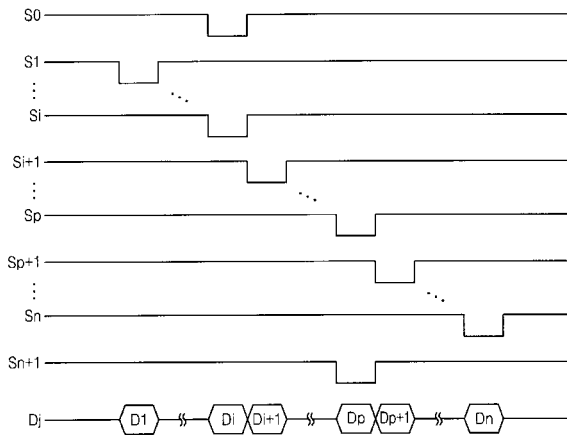 S0
S1
⋮
Si
Si+1
⋮
Sp
Sp+1
⋮
Sn
Sn+1
Dj D1 Di Di+1 Dp Dp+1 Dn